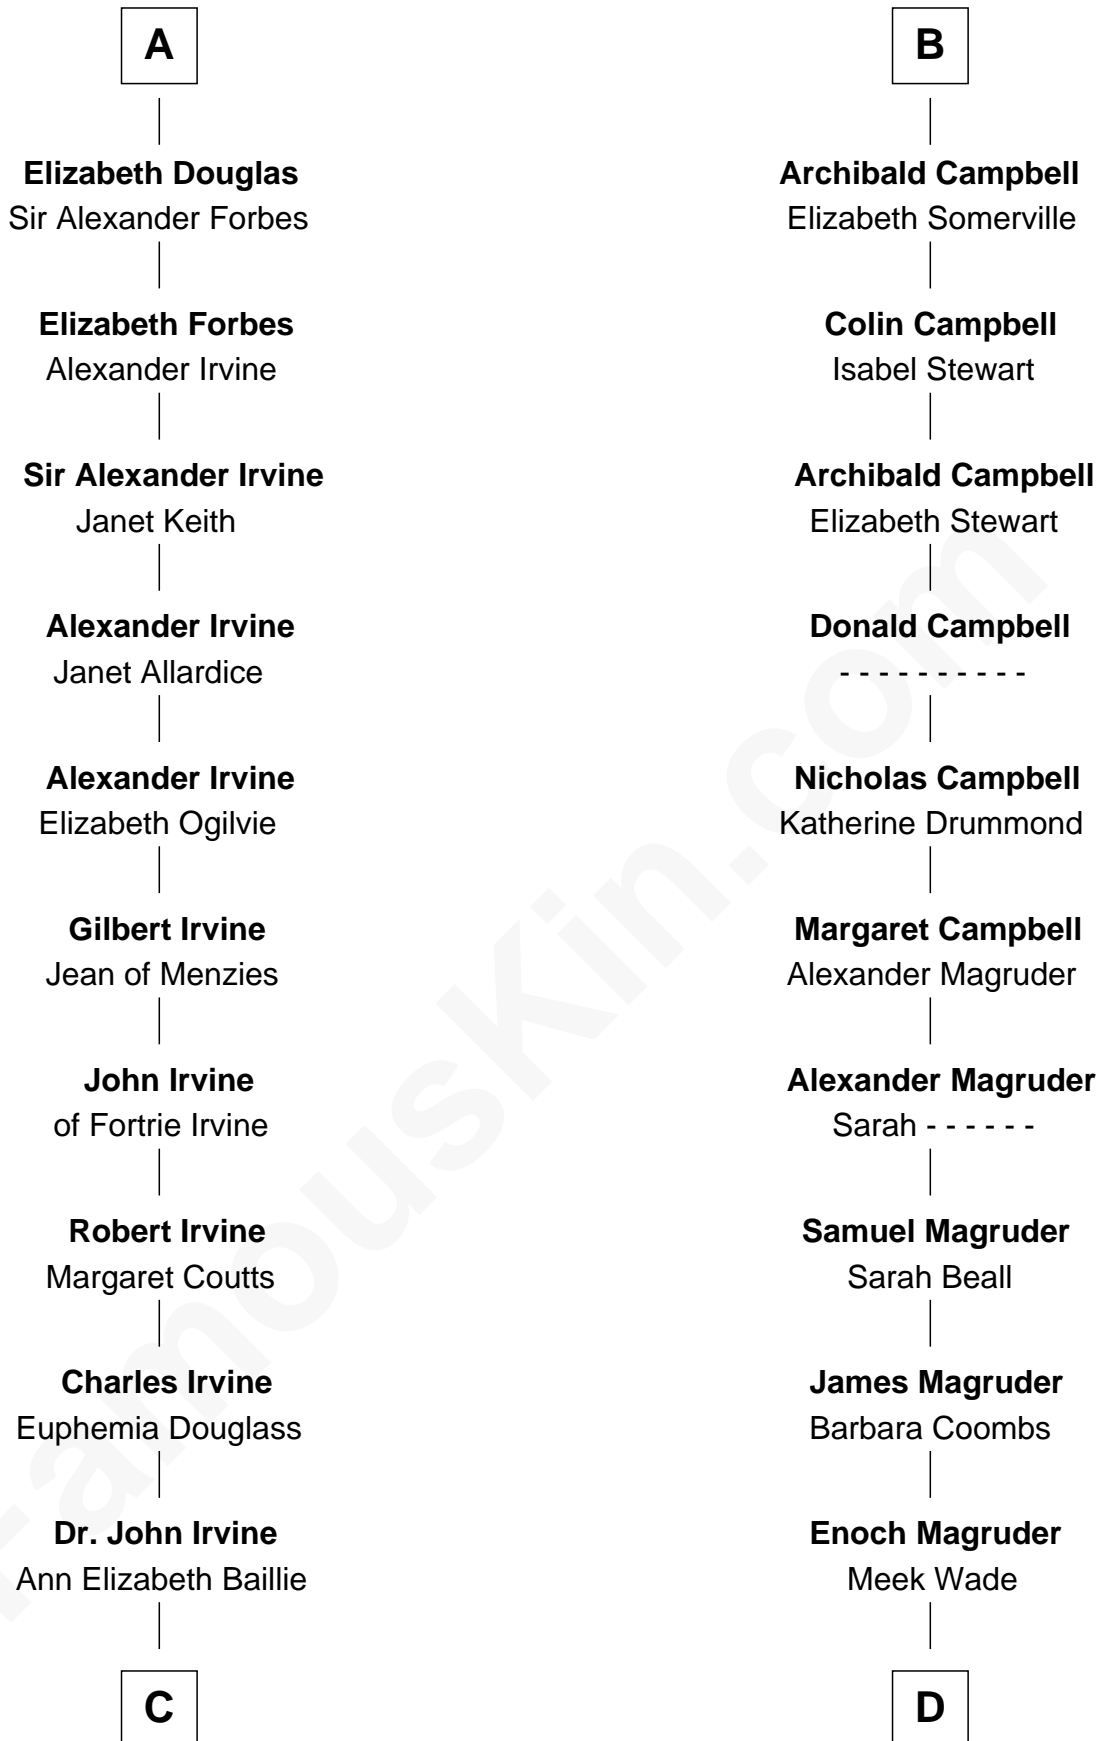 A
Elizabeth Douglas
Sir Alexander Forbes
Elizabeth Forbes
Alexander Irvine
Sir Alexander Irvine
Janet Keith
Alexander Irvine
Janet Allardice
Alexander Irvine
Elizabeth Ogilvie
Gilbert Irvine
Jean of Menzies
John Irvine
of Fortrie Irvine
Robert Irvine
Margaret Coutts
Charles Irvine
Euphemia Douglass
Dr. John Irvine
Ann Elizabeth Baillie
C
B
Archibald Campbell
Elizabeth Somerville
Colin Campbell
Isabel Stewart
Archibald Campbell
Elizabeth Stewart
Donald Campbell
- - - - - - - - - -
Nicholas Campbell
Katherine Drummond
Margaret Campbell
Alexander Magruder
Alexander Magruder
Sarah - - - - - -
Samuel Magruder
Sarah Beall
James Magruder
Barbara Coombs
Enoch Magruder
Meek Wade
D
FamousKin.com